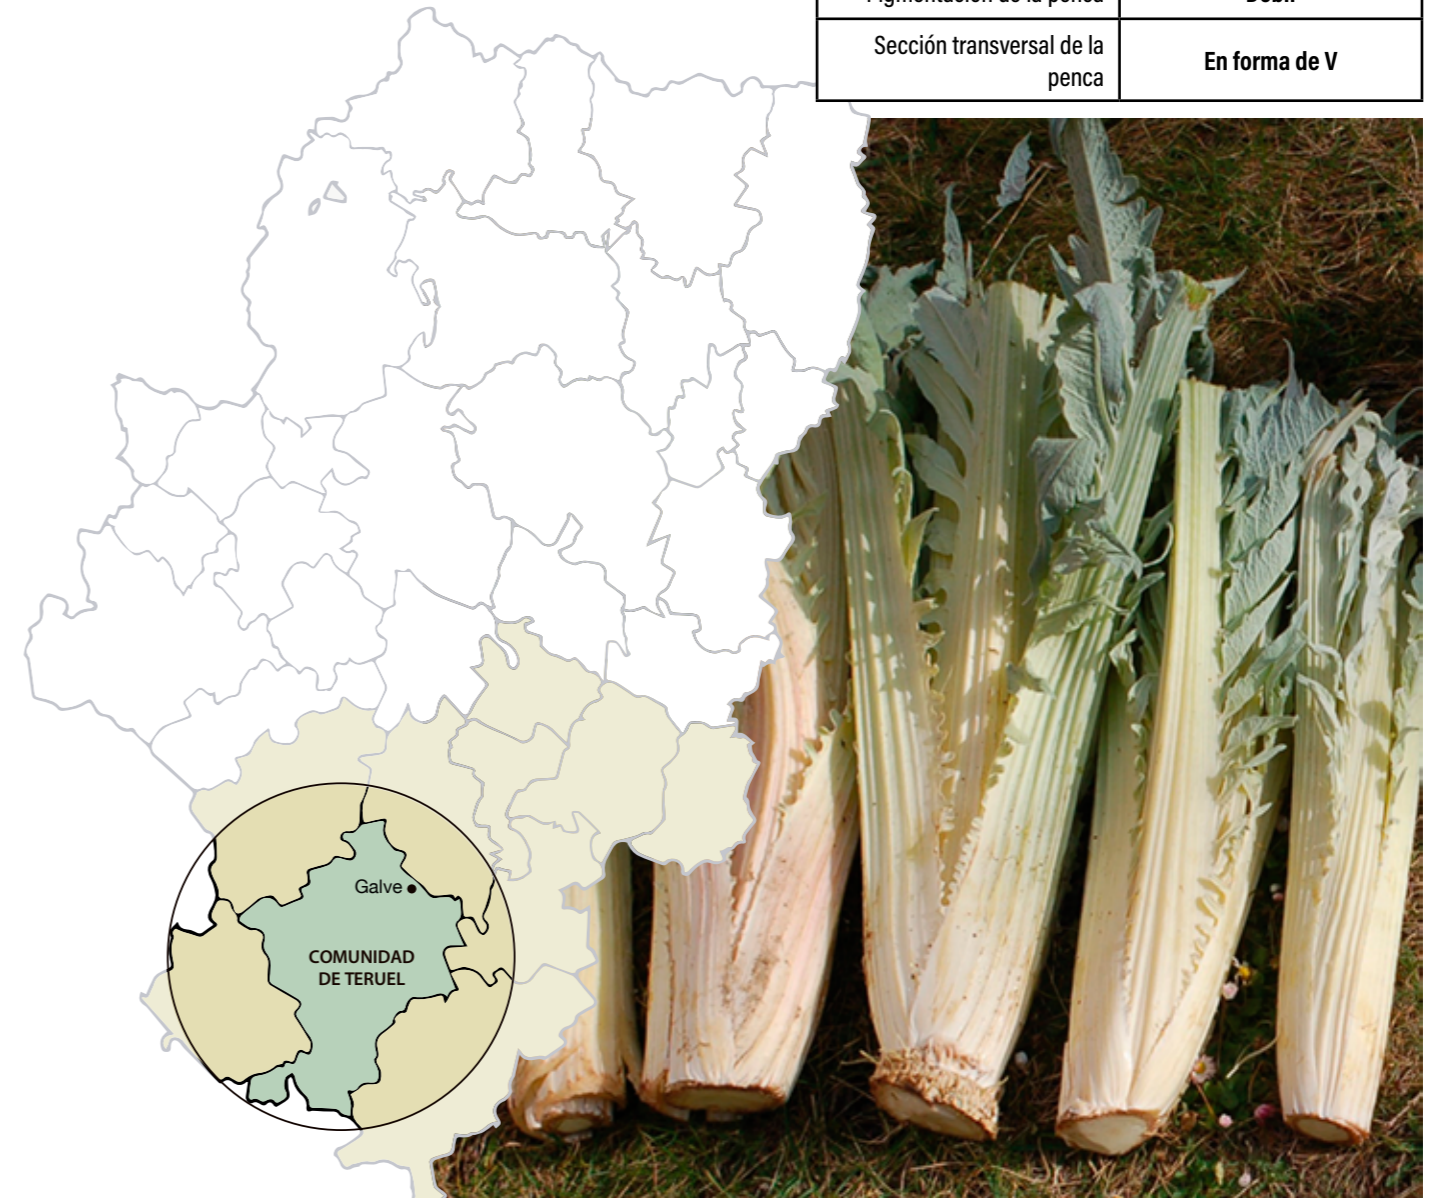 Sección transversal de la
penca
En forma de V
Galve
COMUNIDAD
DE TERUEL